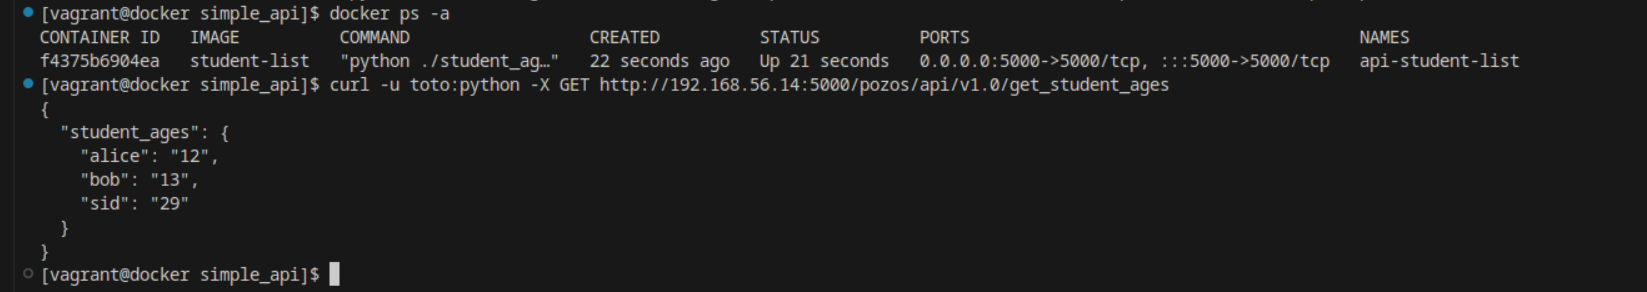 [vagrant@docker simple_api]$ docker ps -a
CONTAINER ID   IMAGE          COMMAND                  CREATED          STATUS          PORTS                                       NAMES
f4375b6904ea   student-list   "python ./student_ag…"   22 seconds ago   Up 21 seconds   0.0.0.0:5000->5000/tcp, :::5000->5000/tcp   api-student-list
[vagrant@docker simple_api]$ curl -u toto:python -X GET http://192.168.56.14:5000/pozos/api/v1.0/get_student_ages
{
  "student_ages": {
    "alice": "12",
    "bob": "13",
    "sid": "29"
  }
}
[vagrant@docker simple_api]$